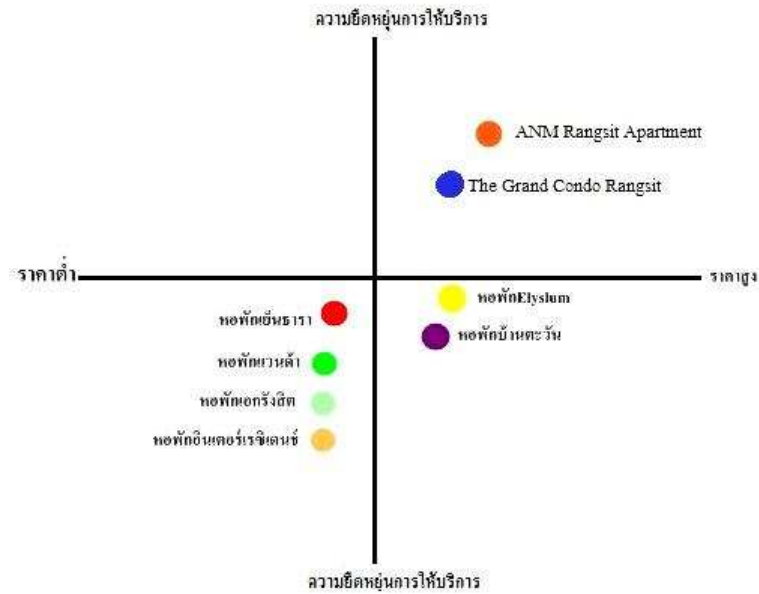 ความยืดหยุ่นการให้บริการ
ANM Rangsit Apartment
The Grand Condo Rangsit
ราคาต่ำ
ราคาสูง
หอพักElyslum
หอพักเย็นธารา
หอพักบ้านตะวัน
หอพักแวนด้า
หอพักเอกรังสิต
หอพักอินเตอร์เรซิเดนซ์
ความยืดหยุ่นการให้บริการ